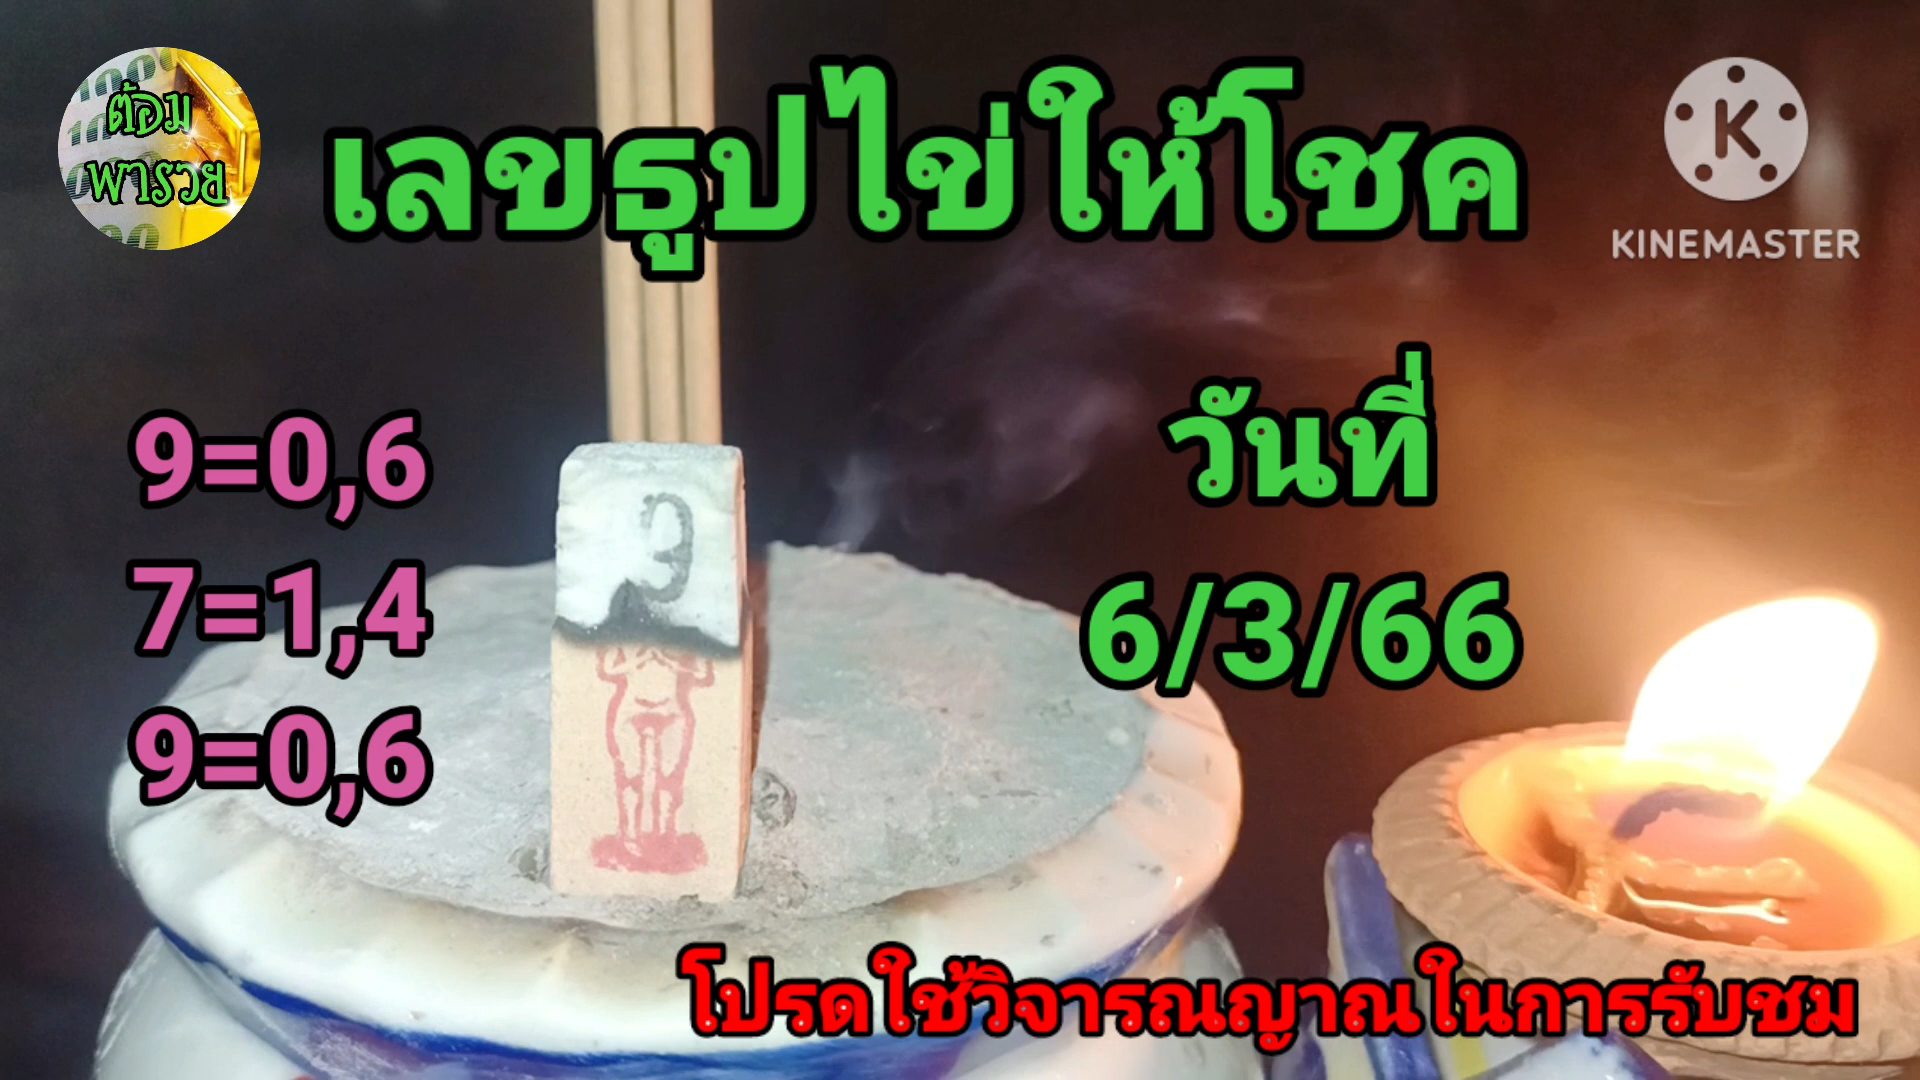 ต้อม
พารวย
เลขธูปไข่ให้โชค
K
KINEMASTER
9=0,6
7=1,4
9=0,6
9
วันที่
6/3/66
โปรดใช้วิจารณญาณในการรับชม